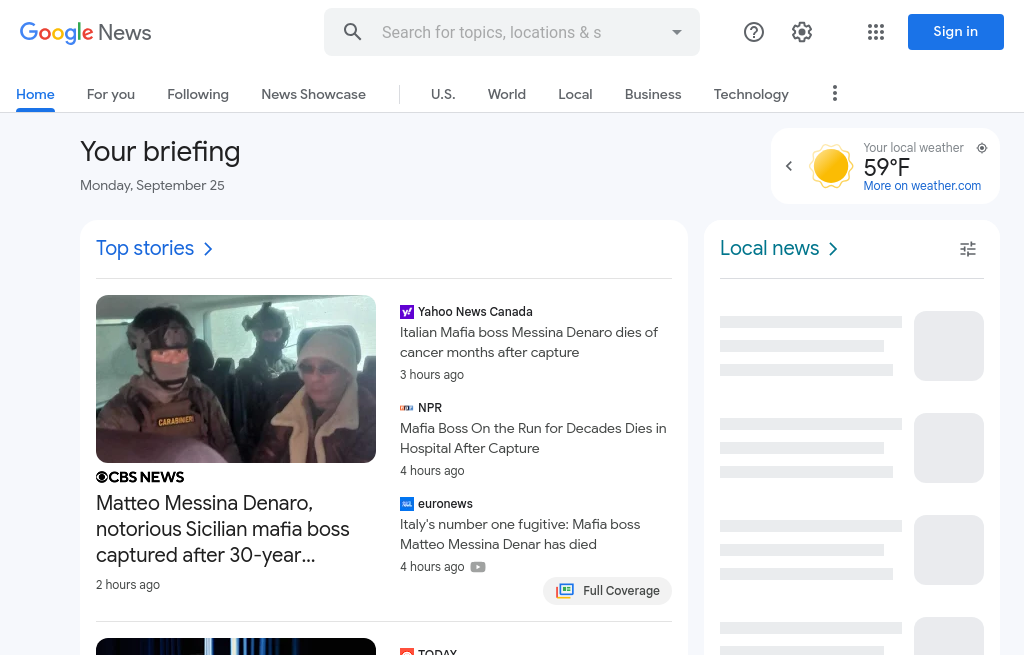 Google News
Search for topics, locations & s
Sign in
Home
For you
Following
News Showcase
U.S.
World
Local
Business
Technology
Your briefing
Monday, September 25
Your local weather
59°F
More on weather.com
Top stories
CARABINIERI
CBS NEWS
Matteo Messina Denaro,
notorious Sicilian mafia boss
captured after 30-year...
2 hours ago
Yahoo News Canada
Italian Mafia boss Messina Denaro dies of
cancer months after capture
3 hours ago
NPR
Mafia Boss On the Run for Decades Dies in
Hospital After Capture
4 hours ago
euronews
Italy's number one fugitive: Mafia boss
Matteo Messina Denar has died
4 hours ago
Full Coverage
TODAY
Local news